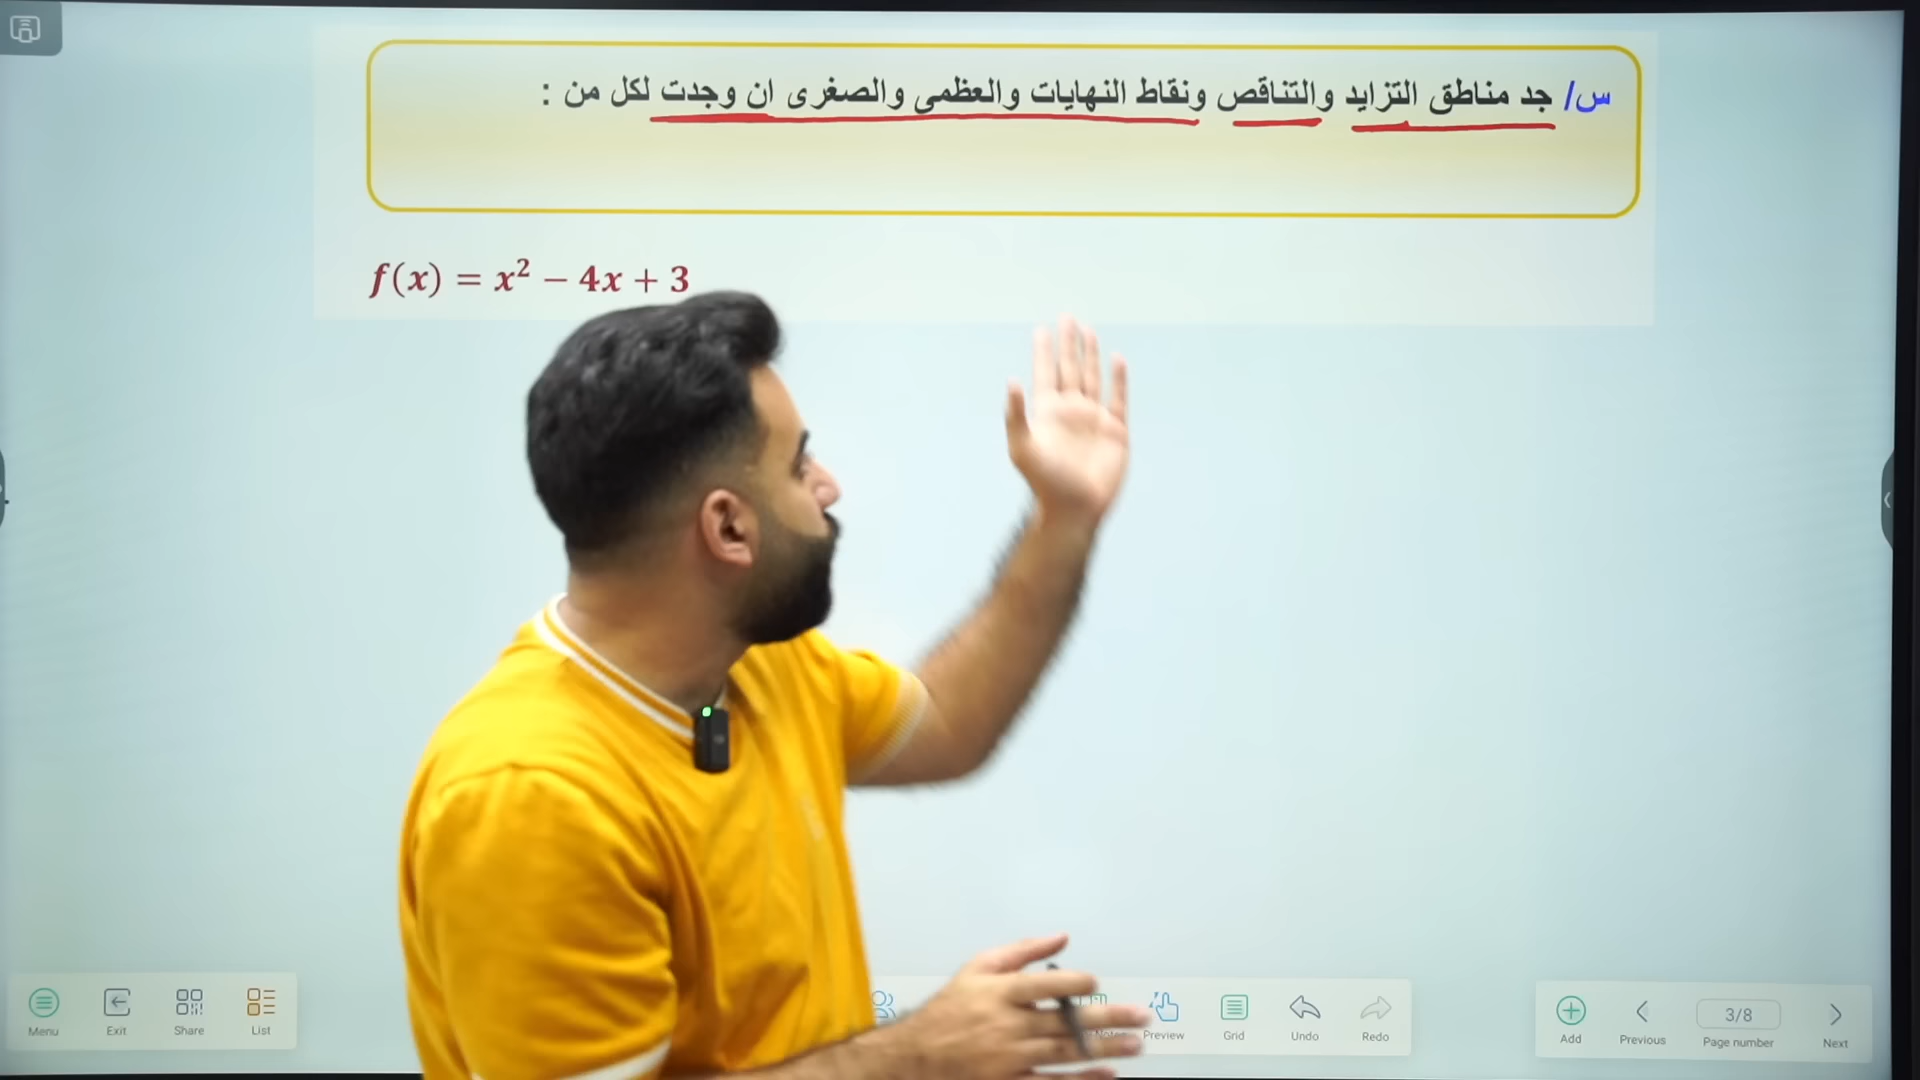 س/ جد مناطق التزايد والتناقص ونقاط النهايات والعظمى والصغرى ان وجدت لكل من :
f(x) = x² − 4x + 3
Menu
Exit
Share
List
Preview
Grid
Undo
Redo
Add
Previous
3/8
Page number
Next